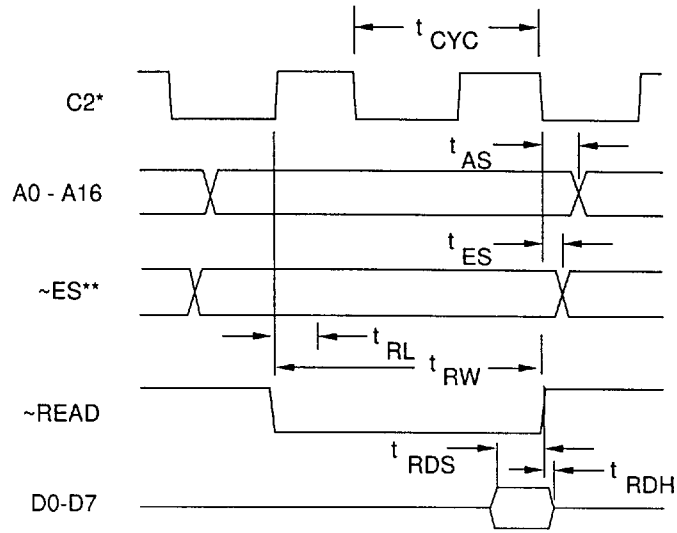 t CYC
C2*
t AS
A0 - A16
t ES
~ES**
t RL
t RW
~READ
t RDS
t RDH
D0-D7